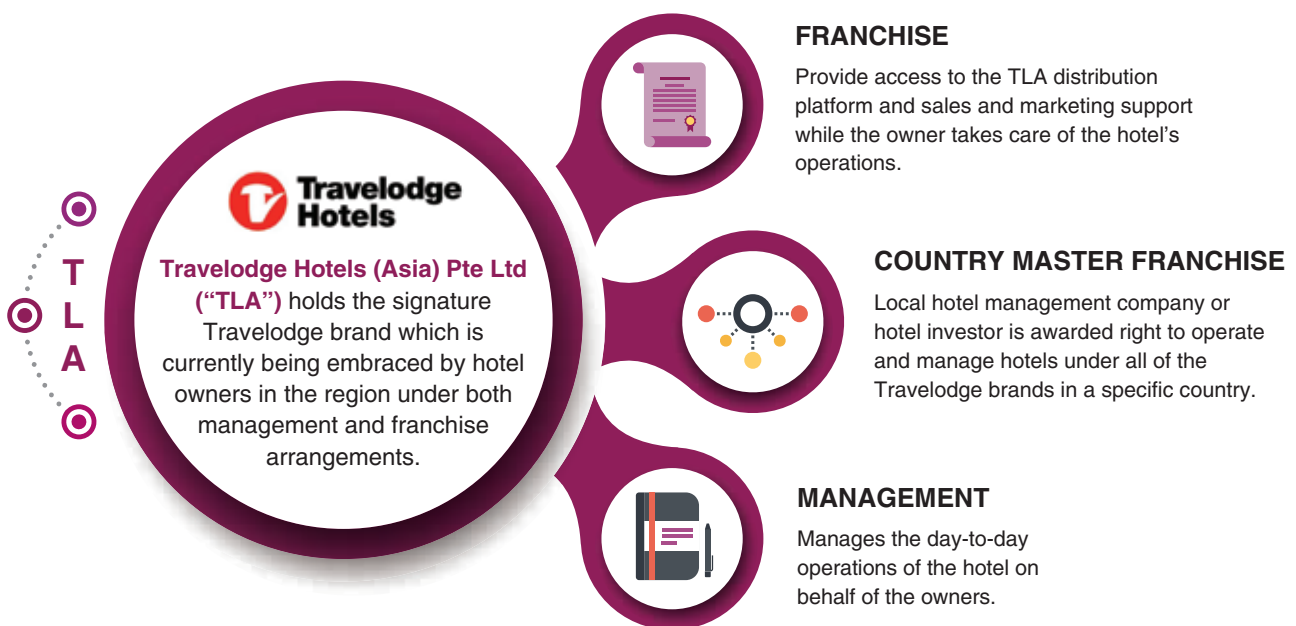 T
L
A
Travelodge
Hotels
Travelodge Hotels (Asia) Pte Ltd
(“TLA”) holds the signature
Travelodge brand which is
currently being embraced by hotel
owners in the region under both
management and franchise
arrangements.
FRANCHISE
Provide access to the TLA distribution
platform and sales and marketing support
while the owner takes care of the hotel’s
operations.
COUNTRY MASTER FRANCHISE
Local hotel management company or
hotel investor is awarded right to operate
and manage hotels under all of the
Travelodge brands in a specific country.
MANAGEMENT
Manages the day-to-day
operations of the hotel on
behalf of the owners.